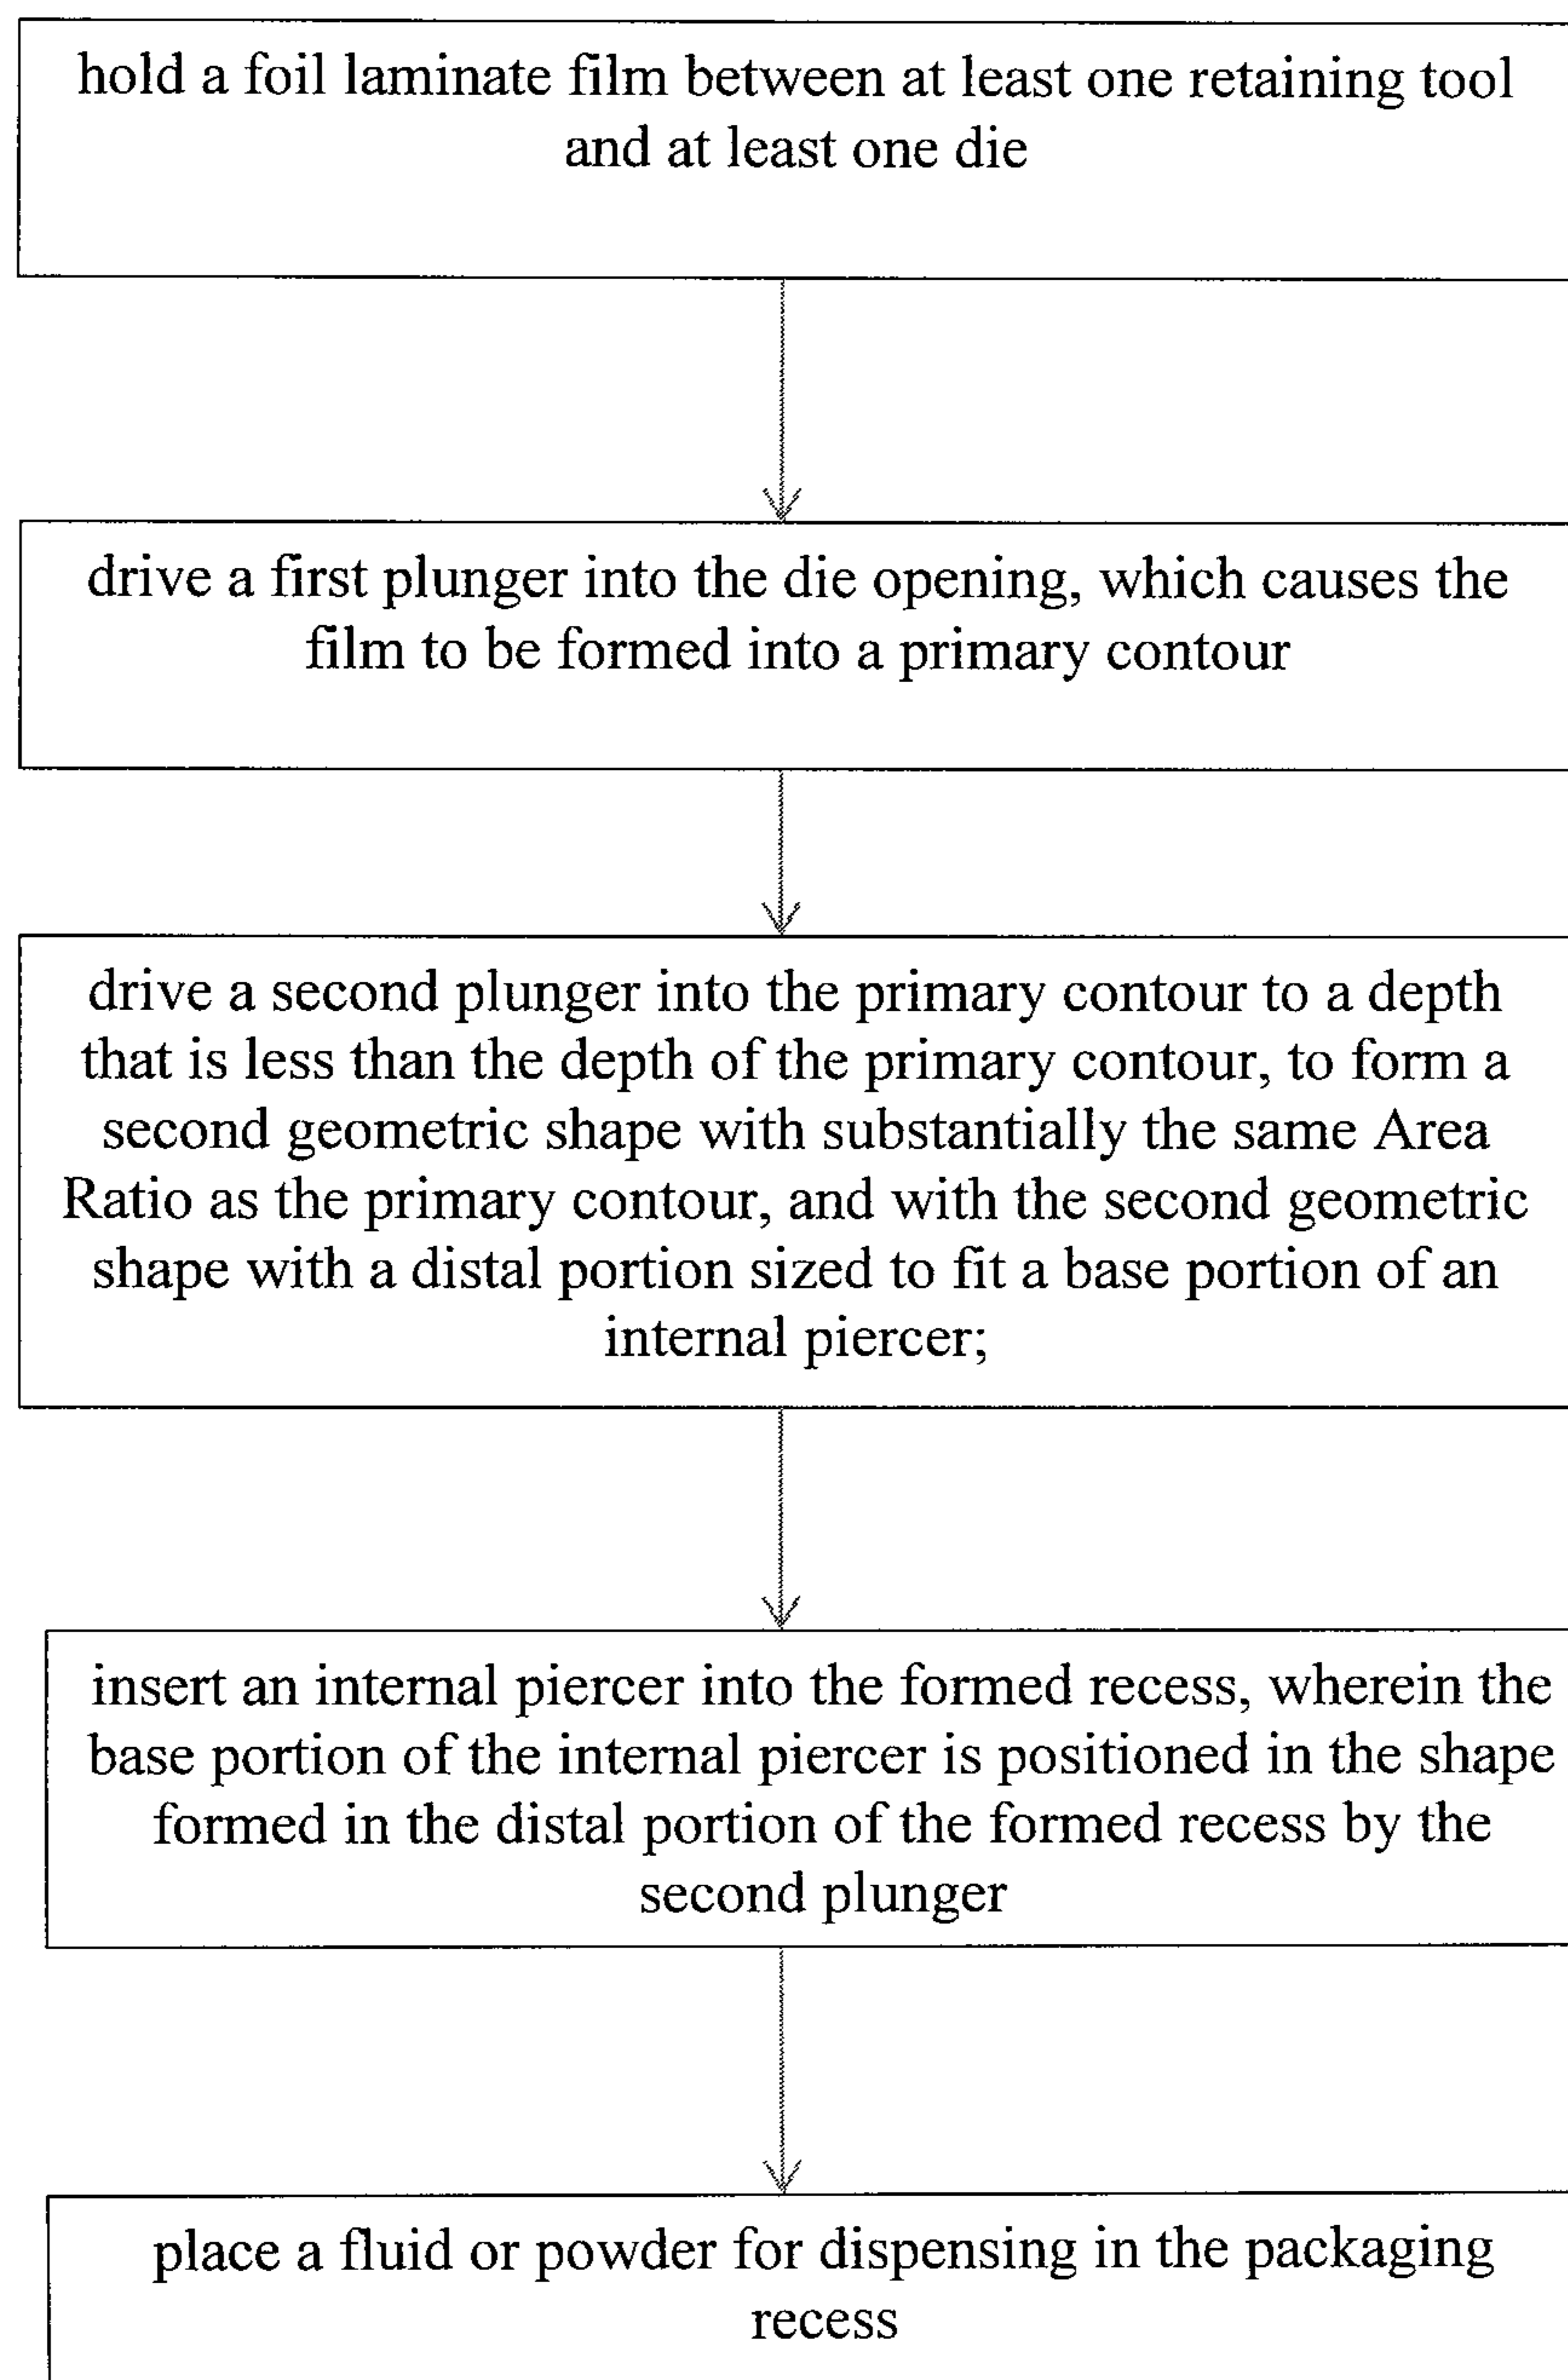 hold a foil laminate film between at least one retaining tool
and at least one die
drive a first plunger into the die opening, which causes the
film to be formed into a primary contour
drive a second plunger into the primary contour to a depth
that is less than the depth of the primary contour, to form a
second geometric shape with substantially the same Area
Ratio as the primary contour, and with the second geometric
shape with a distal portion sized to fit a base portion of an
internal piercer;
insert an internal piercer into the formed recess, wherein the
base portion of the internal piercer is positioned in the shape
formed in the distal portion of the formed recess by the
second plunger
place a fluid or powder for dispensing in the packaging
recess